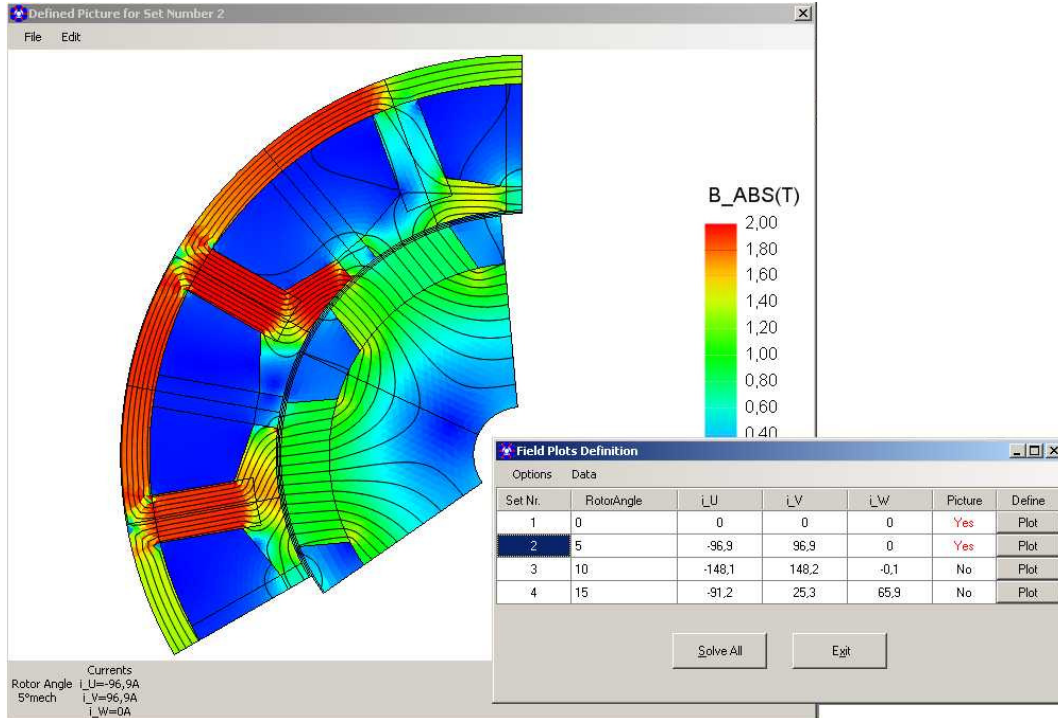 Defined Picture for Set Number 2
File Edit
B_ABS(T)
2,00
1,80
1,60
1,40
1,20
1,00
0,80
0,60
0,40
Field Plots Definition
Options Data
Set Nr. RotorAngle i_U i_V i_W Picture Define
1 0 0 0 0 Yes Plot
2 5 -96,9 96,9 0 Yes Plot
3 10 -148,1 148,2 -0,1 No Plot
4 15 -91,2 25,3 65,9 No Plot
Solve All Exit
Currents
Rotor Angle i_U=-96,9A
5°mech i_V=96,9A
i_W=0A